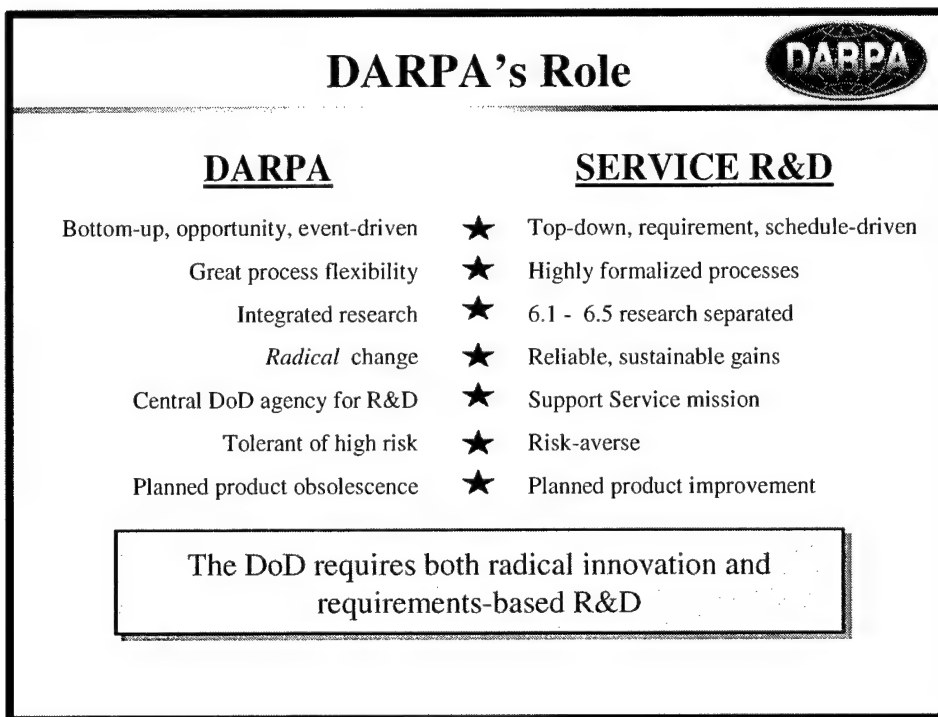 DARPA's Role
DARPA
DARPA
SERVICE R&D
Bottom-up, opportunity, event-driven ★ Top-down, requirement, schedule-driven
Great process flexibility ★ Highly formalized processes
Integrated research ★ 6.1 - 6.5 research separated
Radical change ★ Reliable, sustainable gains
Central DoD agency for R&D ★ Support Service mission
Tolerant of high risk ★ Risk-averse
Planned product obsolescence ★ Planned product improvement
The DoD requires both radical innovation and
requirements-based R&D